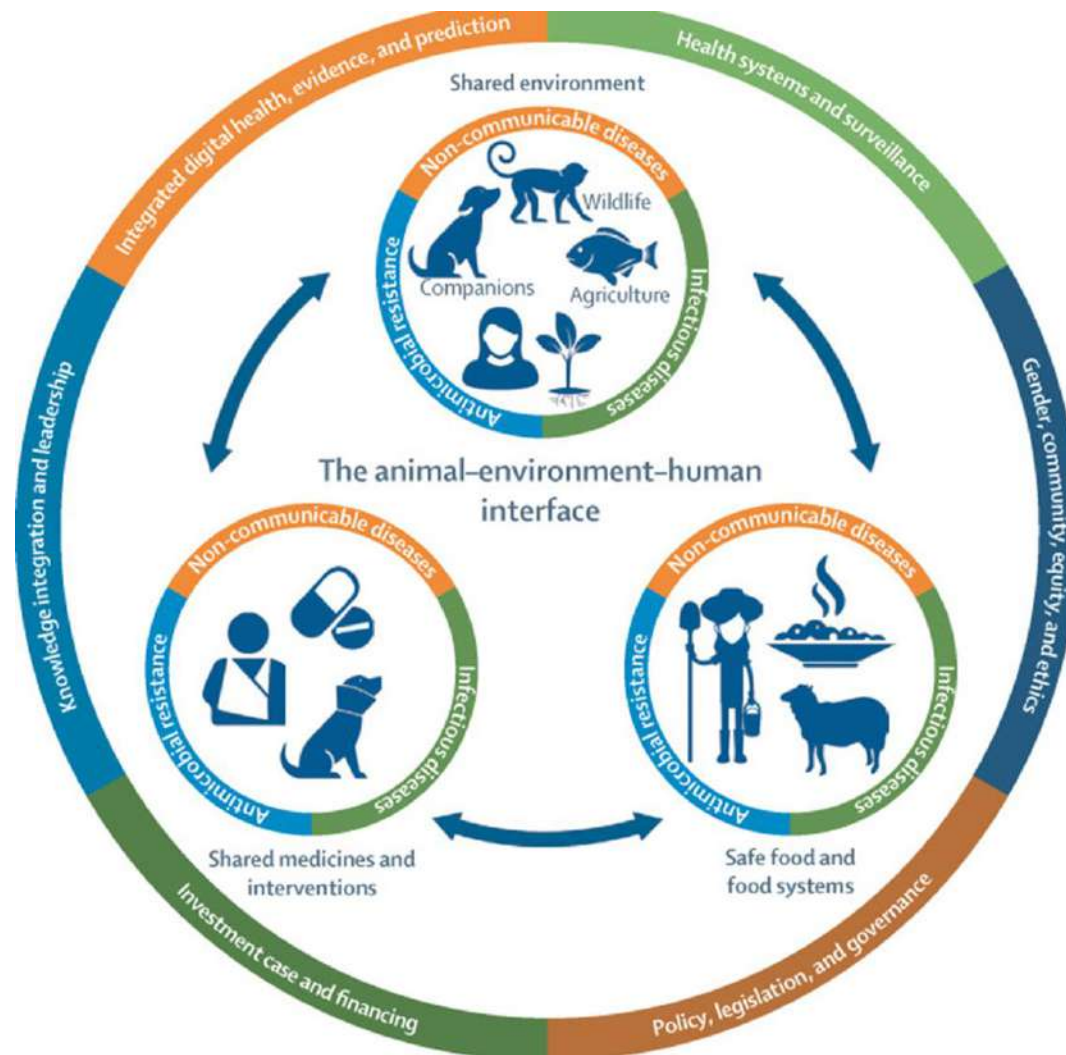 Integrated digital health, evidence, and prediction
Health systems and surveillance
Shared environment
Non-communicable diseases
Wildlife
Companions
Agriculture
Antimicrobial resistance
Infectious diseases
The animal–environment–human
interface
Knowledge integration and leadership
Gender, community, equity, and ethics
Non-communicable diseases
Antimicrobial resistance
Infectious diseases
Shared medicines and
interventions
Non-communicable diseases
Antimicrobial resistance
Infectious diseases
Safe food and
food systems
Investment case and financing
Policy, legislation, and governance